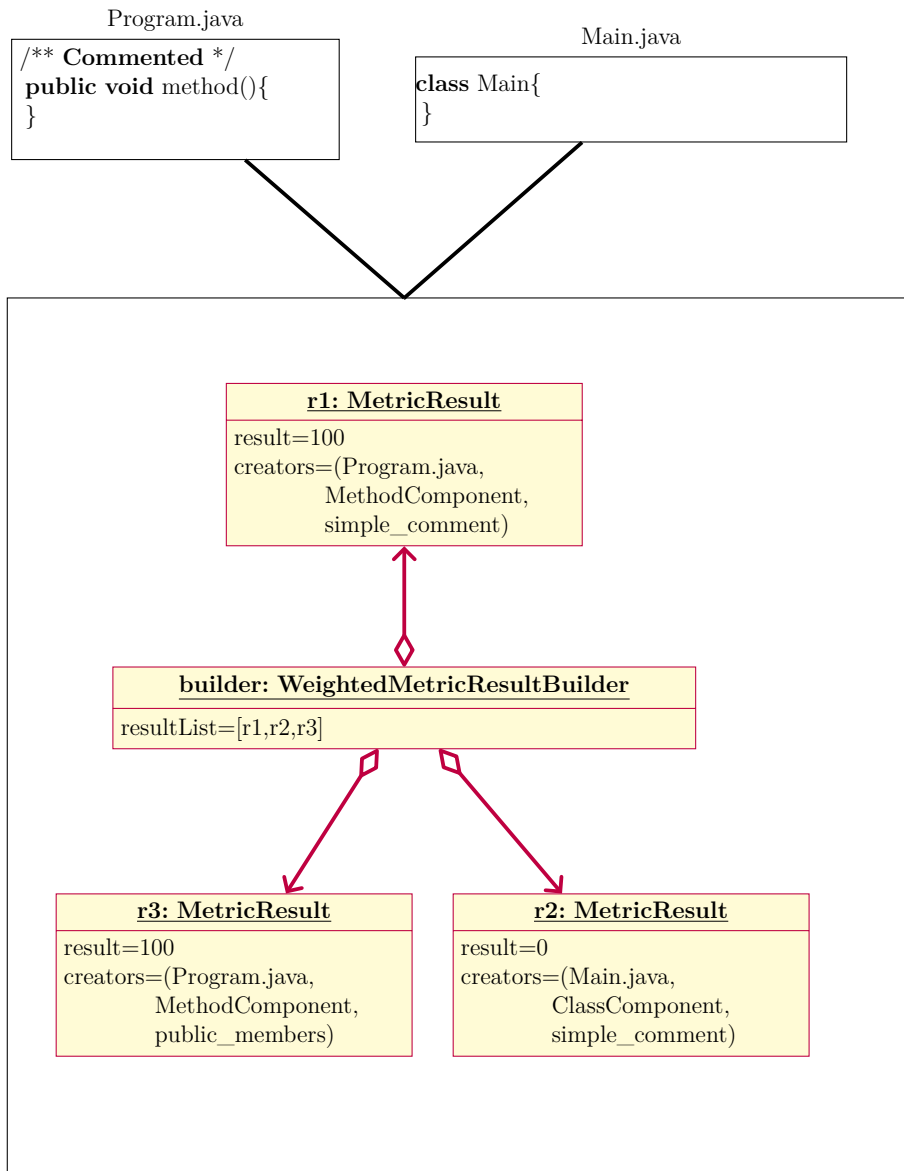 Program.java
/** Commented */
public void method(){
}
Main.java
class Main{
}
r1: MetricResult
result=100
creators=(Program.java,
MethodComponent,
simple_comment)
builder: WeightedMetricResultBuilder
resultList=[r1,r2,r3]
r3: MetricResult
result=100
creators=(Program.java,
MethodComponent,
public_members)
r2: MetricResult
result=0
creators=(Main.java,
ClassComponent,
simple_comment)